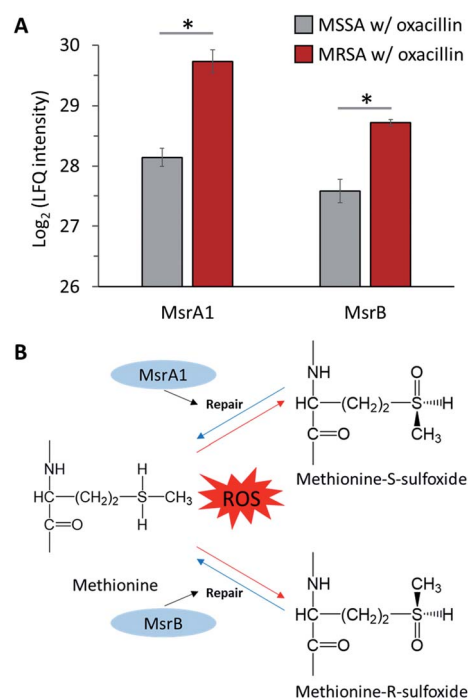 A
MSSA w/ oxacillin
MRSA w/ oxacillin
Log₂ (LFQ intensity)
30
29
28
27
26
*
*
MsrA1
MsrB
B
MsrA1
Repair
NH
HC—(CH₂)₂—S—CH₃
H
H
C=O
Methionine
ROS
O
NH
HC—(CH₂)₂—S H
C=O
CH₃
Methionine-S-sulfoxide
MsrB
Repair
CH₃
NH
HC—(CH₂)₂—S H
C=O
O
Methionine-R-sulfoxide